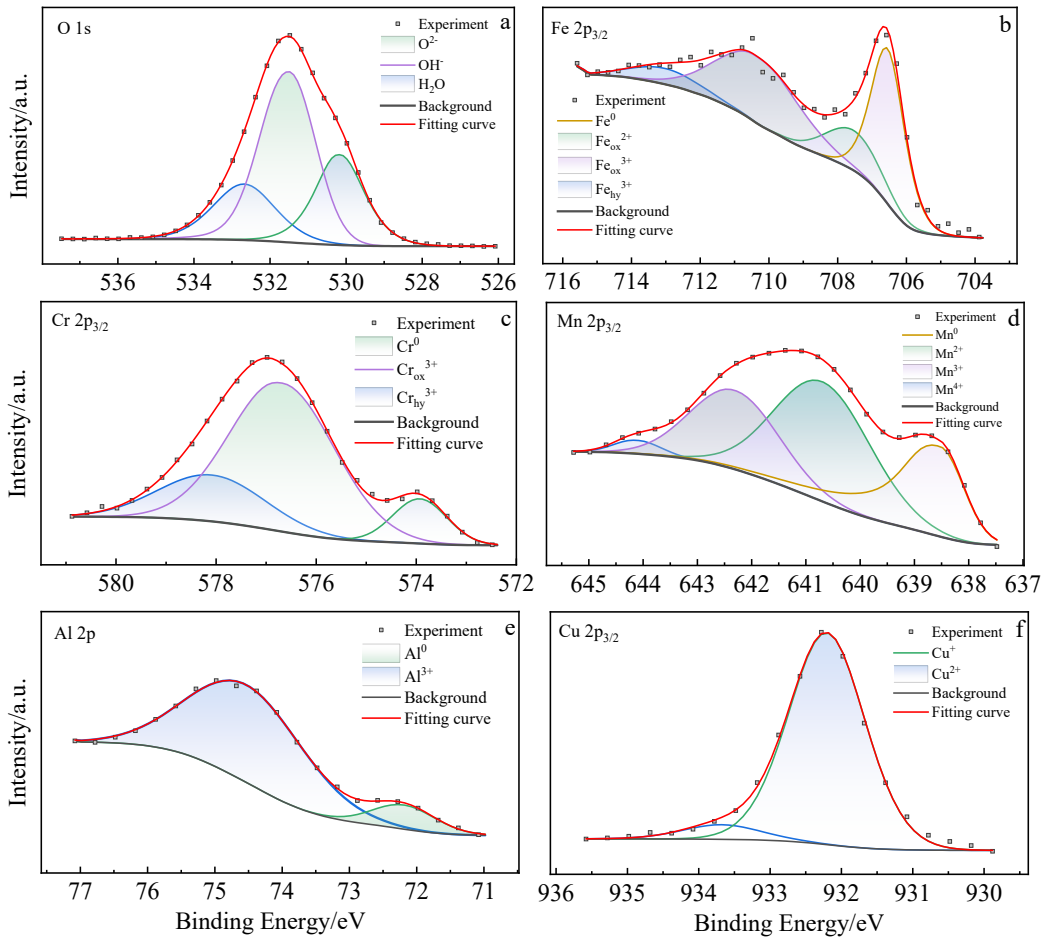 O 1s
a
Experiment
O²⁻
OH⁻
H₂O
Background
Fitting curve
Intensity/a.u.
536 534 532 530 528 526
Fe 2p₃/₂
b
Experiment
Fe⁰
Feₒₓ²⁺
Feₒₓ³⁺
Fe_hy³⁺
Background
Fitting curve
716 714 712 710 708 706 704
Cr 2p₃/₂
c
Experiment
Cr⁰
Crₒₓ³⁺
Cr_hy³⁺
Background
Fitting curve
Intensity/a.u.
580 578 576 574 572
Mn 2p₃/₂
d
Experiment
Mn⁰
Mn²⁺
Mn³⁺
Mn⁴⁺
Background
Fitting curve
645 644 643 642 641 640 639 638 637
Al 2p
e
Experiment
Al⁰
Al³⁺
Background
Fitting curve
Intensity/a.u.
77 76 75 74 73 72 71
Binding Energy/eV
Cu 2p₃/₂
f
Experiment
Cu⁺
Cu²⁺
Background
Fitting curve
936 935 934 933 932 931 930
Binding Energy/eV